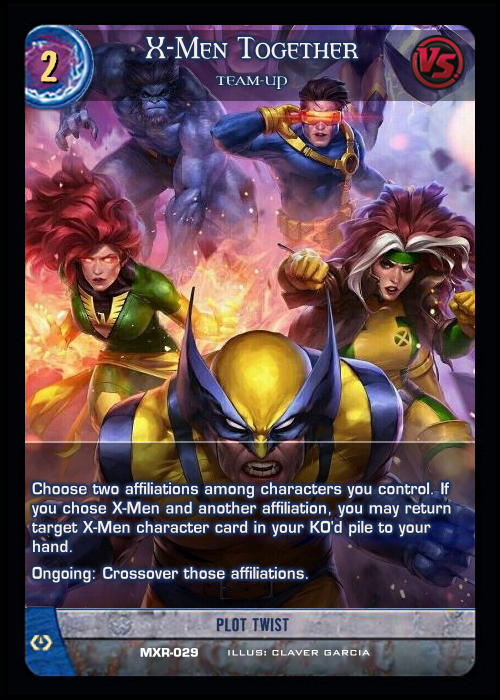 2
X-Men Together
VS
TEAM-UP
Choose two affiliations among characters you control. If
you chose X-Men and another affiliation, you may return
target X-Men character card in your KO'd pile to your
hand.
Ongoing: Crossover those affiliations.
PLOT TWIST
MXR-029 ILLUS: CLAVER GARCIA